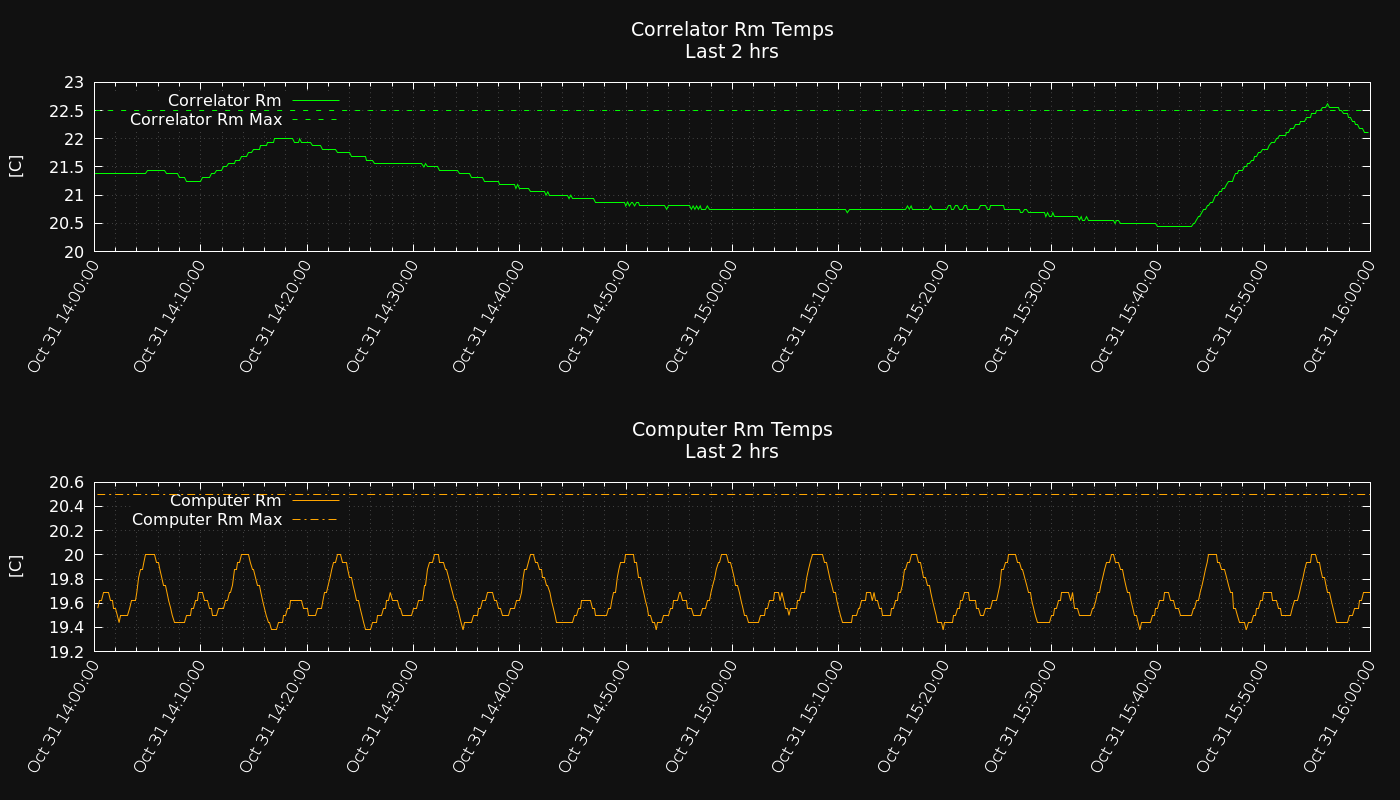 Correlator Rm Temps
Last 2 hrs
[C]
23
22.5
22
21.5
21
20.5
20
Correlator Rm
Correlator Rm Max
Oct 31 14:00:00
Oct 31 14:10:00
Oct 31 14:20:00
Oct 31 14:30:00
Oct 31 14:40:00
Oct 31 14:50:00
Oct 31 15:00:00
Oct 31 15:10:00
Oct 31 15:20:00
Oct 31 15:30:00
Oct 31 15:40:00
Oct 31 15:50:00
Oct 31 16:00:00
Computer Rm Temps
Last 2 hrs
[C]
20.6
20.4
20.2
20
19.8
19.6
19.4
19.2
Computer Rm
Computer Rm Max
Oct 31 14:00:00
Oct 31 14:10:00
Oct 31 14:20:00
Oct 31 14:30:00
Oct 31 14:40:00
Oct 31 14:50:00
Oct 31 15:00:00
Oct 31 15:10:00
Oct 31 15:20:00
Oct 31 15:30:00
Oct 31 15:40:00
Oct 31 15:50:00
Oct 31 16:00:00